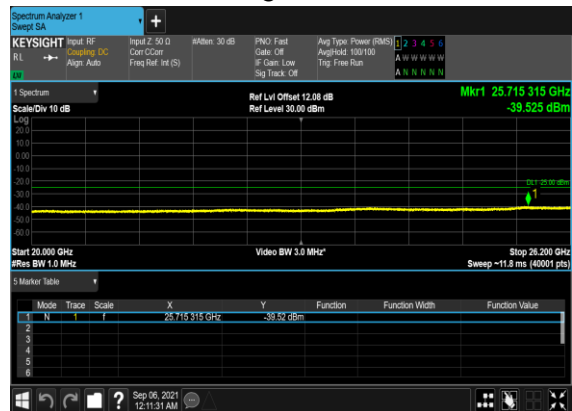 Spectrum Analyzer 1
Swept SA
+
KEYSIGHT Input: RF Input Z: 50 Ω #Atten: 30 dB PNO: Fast Avg Type: Power (RMS) 1 2 3 4 5 6
RL Coupling: DC Corr CCorr Gate: Off Avg|Hold: 100/100 A W W W W W
Align: Auto Freq Ref: Int (S) IF Gain: Low Trig: Free Run
Sig Track: Off A N N N N N
1 Spectrum Ref Lvl Offset 12.08 dB Mkr1 25.715 315 GHz
Scale/Div 10 dB Ref Level 30.00 dBm -39.525 dBm
Log
20.0
10.0
0.00
-10.0
-20.0
DL1 -25.00 dBm
-30.0
1
-40.0
-50.0
-60.0
Start 20.000 GHz Video BW 3.0 MHz* Stop 26.200 GHz
#Res BW 1.0 MHz Sweep ~11.8 ms (40001 pts)
5 Marker Table
Mode Trace Scale X Y Function Function Width Function Value
1 N 1 f 25.715 315 GHz -39.52 dBm
2
3
4
5
6
? Sep 06, 2021
12:11:31 AM